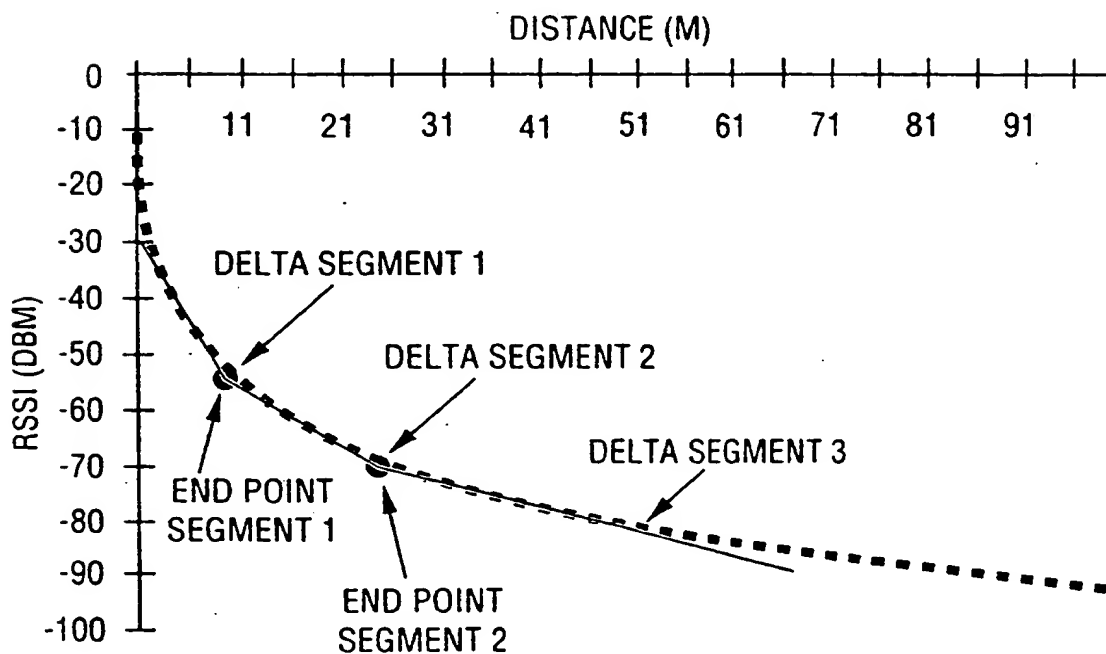 DISTANCE (M)
0
11 21 31 41 51 61 71 81 91
-10
-20
-30
-40
-50
-60
-70
-80
-90
-100
RSSI (DBM)
DELTA SEGMENT 1
DELTA SEGMENT 2
DELTA SEGMENT 3
END POINT
SEGMENT 1
END POINT
SEGMENT 2